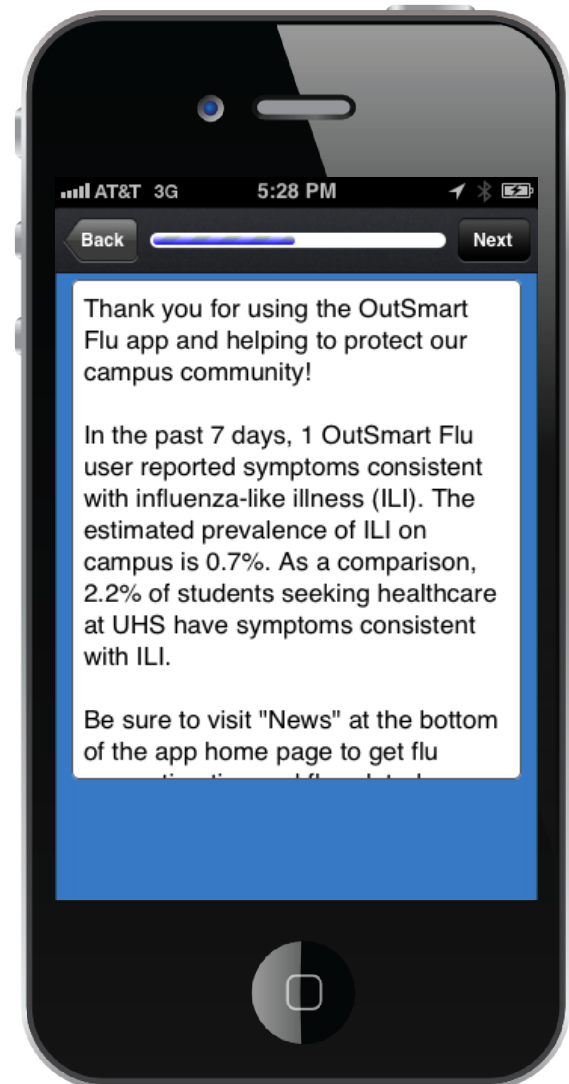 AT&T 3G 5:28 PM
Back Next
Thank you for using the OutSmart
Flu app and helping to protect our
campus community!
In the past 7 days, 1 OutSmart Flu
user reported symptoms consistent
with influenza-like illness (ILI). The
estimated prevalence of ILI on
campus is 0.7%. As a comparison,
2.2% of students seeking healthcare
at UHS have symptoms consistent
with ILI.
Be sure to visit "News" at the bottom
of the app home page to get flu